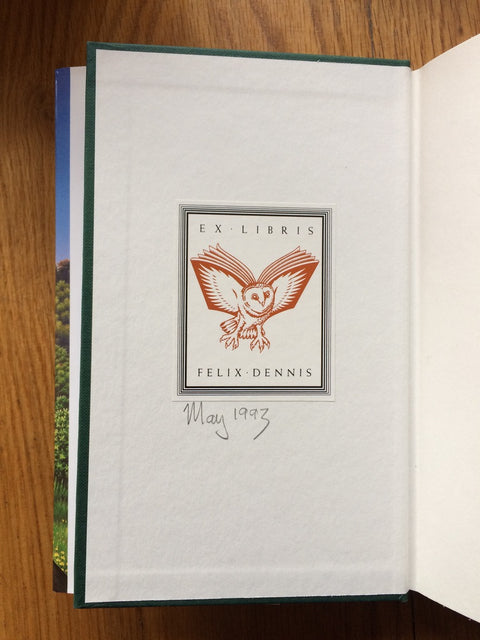 EX · LIBRIS
FELIX · DENNIS
May 1993